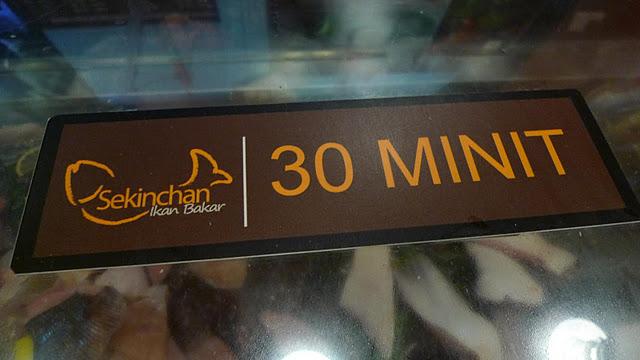 Sekinchan
Ikan Bakar
30 MINIT